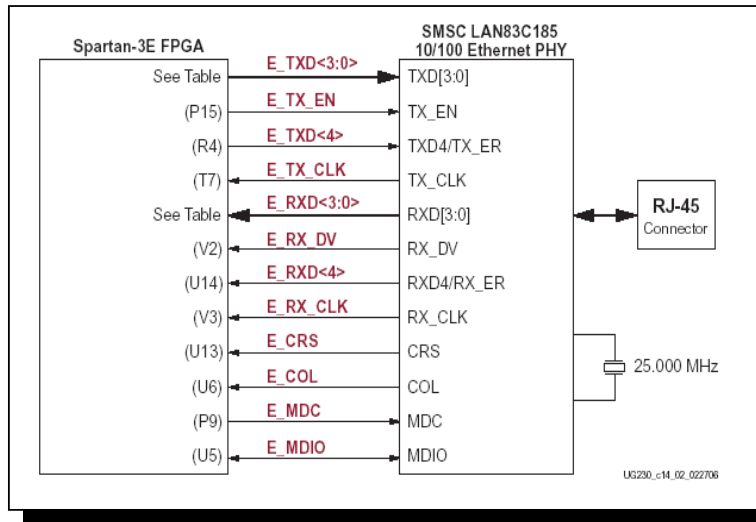 SMSC LAN83C185
Spartan-3E FPGA
10/100 Ethernet PHY
See Table E_TXD<3:0> TXD[3:0]
(P15) E_TX_EN TX_EN
(R4) E_TXD<4> TXD4/TX_ER
(T7) E_TX_CLK TX_CLK
See Table E_RXD<3:0> RXD[3:0]
RJ-45
Connector
(V2) E_RX_DV RX_DV
(U14) E_RXD<4> RXD4/RX_ER
(V3) E_RX_CLK RX_CLK
(U13) E_CRS CRS
25.000 MHz
(U6) E_COL COL
(P9) E_MDC MDC
(U5) E_MDIO MDIO
UG230_c14_02_022706